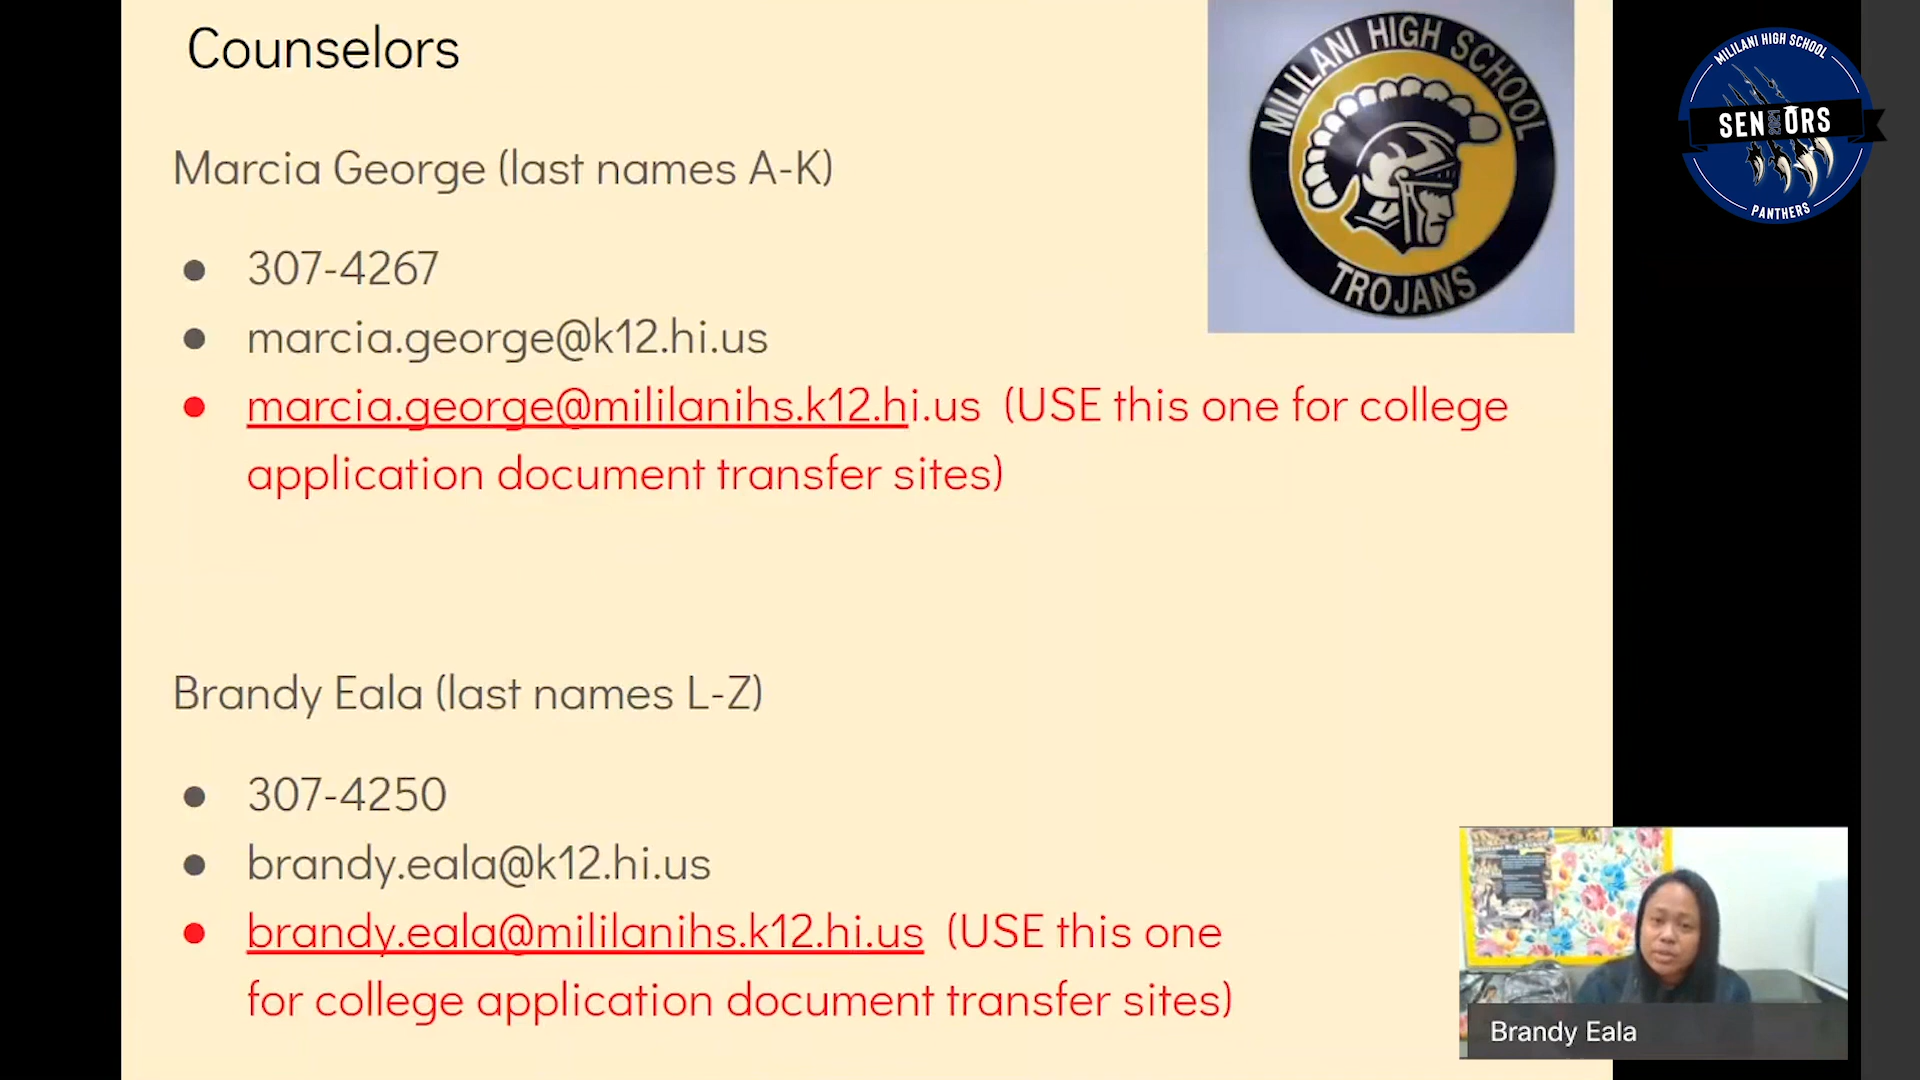 Counselors
MILILANI HIGH SCHOOL
TROJANS
MILILANI HIGH SCHOOL
SENIORS
2021
PANTHERS
Marcia George (last names A-K)
● 307-4267
● marcia.george@k12.hi.us
● marcia.george@mililanihs.k12.hi.us (USE this one for college
application document transfer sites)
Brandy Eala (last names L-Z)
● 307-4250
● brandy.eala@k12.hi.us
● brandy.eala@mililanihs.k12.hi.us (USE this one
for college application document transfer sites)
Brandy Eala